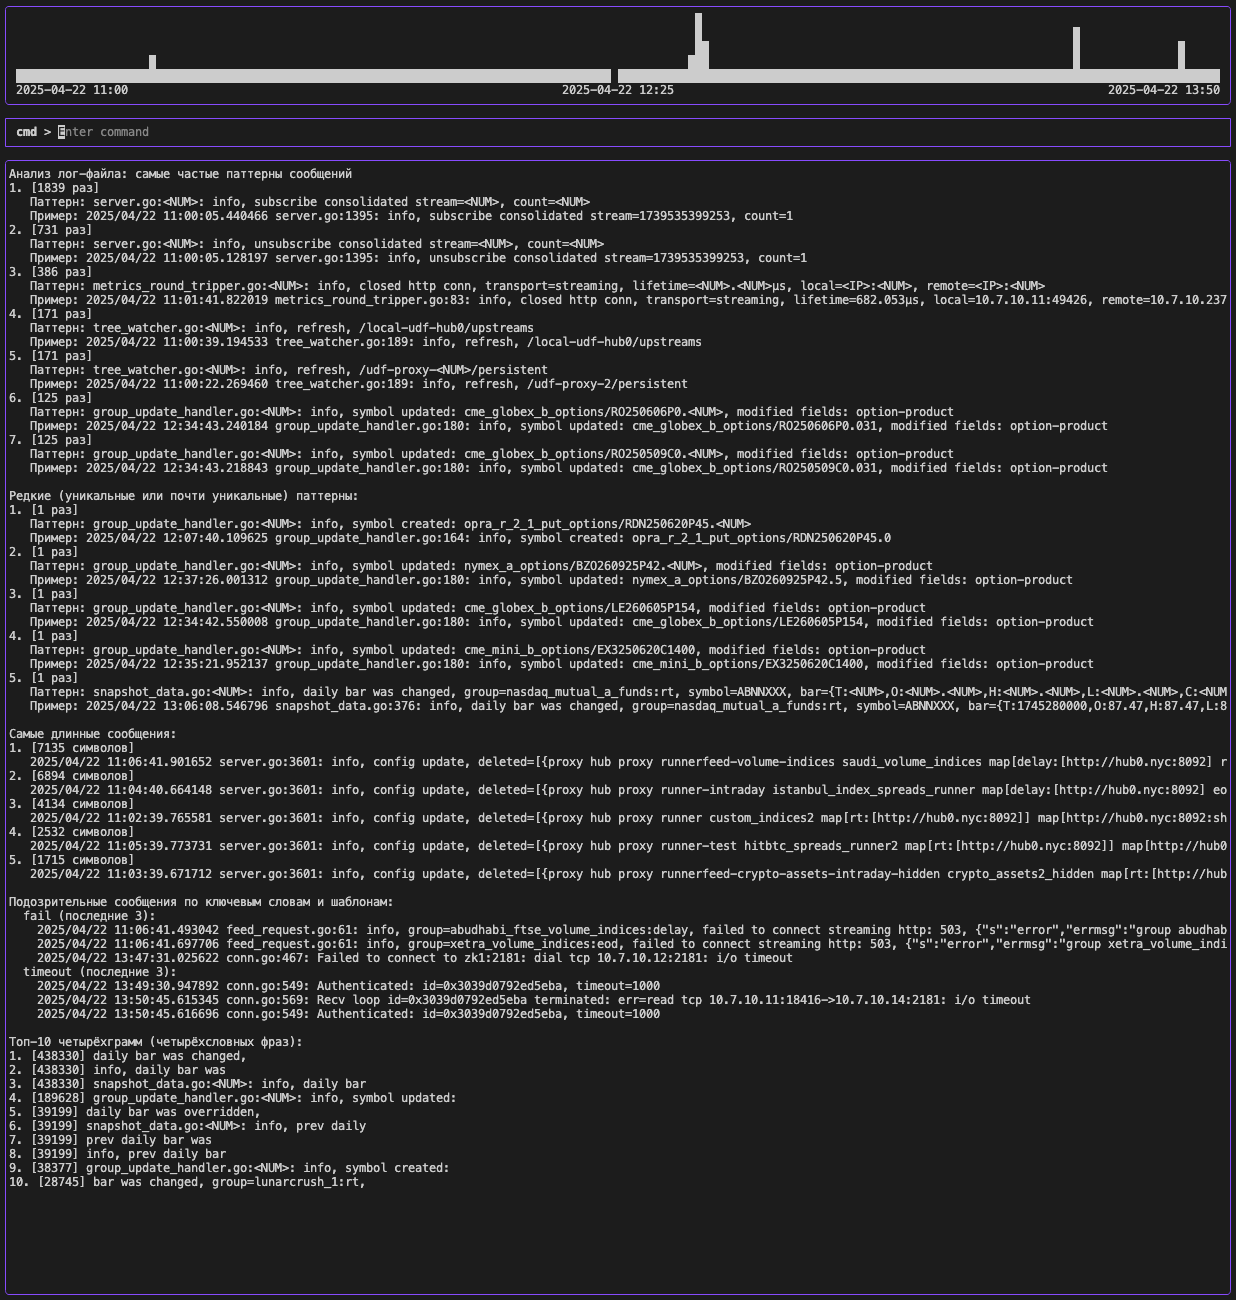 2025-04-22 11:00 2025-04-22 12:25 2025-04-22 13:50
cmd > Enter command
Анализ лог-файла: самые частые паттерны сообщений
1. [1839 раз]
Паттерн: server.go:<NUM>: info, subscribe consolidated stream=<NUM>, count=<NUM>
Пример: 2025/04/22 11:00:05.440466 server.go:1395: info, subscribe consolidated stream=1739535399253, count=1
2. [731 раз]
Паттерн: server.go:<NUM>: info, unsubscribe consolidated stream=<NUM>, count=<NUM>
Пример: 2025/04/22 11:00:05.128197 server.go:1395: info, unsubscribe consolidated stream=1739535399253, count=1
3. [386 раз]
Паттерн: metrics_round_tripper.go:<NUM>: info, closed http conn, transport=streaming, lifetime=<NUM>.<NUM>µs, local=<IP>:<NUM>, remote=<IP>:<NUM>
Пример: 2025/04/22 11:01:41.822019 metrics_round_tripper.go:83: info, closed http conn, transport=streaming, lifetime=682.053µs, local=10.7.10.11:49426, remote=10.7.10.237
4. [171 раз]
Паттерн: tree_watcher.go:<NUM>: info, refresh, /local-udf-hub0/upstreams
Пример: 2025/04/22 11:00:39.194533 tree_watcher.go:189: info, refresh, /local-udf-hub0/upstreams
5. [171 раз]
Паттерн: tree_watcher.go:<NUM>: info, refresh, /udf-proxy-<NUM>/persistent
Пример: 2025/04/22 11:00:22.269460 tree_watcher.go:189: info, refresh, /udf-proxy-2/persistent
6. [125 раз]
Паттерн: group_update_handler.go:<NUM>: info, symbol updated: cme_globex_b_options/RO250606P0.<NUM>, modified fields: option-product
Пример: 2025/04/22 12:34:43.240184 group_update_handler.go:180: info, symbol updated: cme_globex_b_options/RO250606P0.031, modified fields: option-product
7. [125 раз]
Паттерн: group_update_handler.go:<NUM>: info, symbol updated: cme_globex_b_options/RO250509C0.<NUM>, modified fields: option-product
Пример: 2025/04/22 12:34:43.218843 group_update_handler.go:180: info, symbol updated: cme_globex_b_options/RO250509C0.031, modified fields: option-product
Редкие (уникальные или почти уникальные) паттерны:
1. [1 раз]
Паттерн: group_update_handler.go:<NUM>: info, symbol created: opra_r_2_1_put_options/RDN250620P45.<NUM>
Пример: 2025/04/22 12:07:40.109625 group_update_handler.go:164: info, symbol created: opra_r_2_1_put_options/RDN250620P45.0
2. [1 раз]
Паттерн: group_update_handler.go:<NUM>: info, symbol updated: nymex_a_options/BZO260925P42.<NUM>, modified fields: option-product
Пример: 2025/04/22 12:37:26.001312 group_update_handler.go:180: info, symbol updated: nymex_a_options/BZO260925P42.5, modified fields: option-product
3. [1 раз]
Паттерн: group_update_handler.go:<NUM>: info, symbol updated: cme_globex_b_options/LE260605P154, modified fields: option-product
Пример: 2025/04/22 12:34:42.550008 group_update_handler.go:180: info, symbol updated: cme_globex_b_options/LE260605P154, modified fields: option-product
4. [1 раз]
Паттерн: group_update_handler.go:<NUM>: info, symbol updated: cme_mini_b_options/EX3250620C1400, modified fields: option-product
Пример: 2025/04/22 12:35:21.952137 group_update_handler.go:180: info, symbol updated: cme_mini_b_options/EX3250620C1400, modified fields: option-product
5. [1 раз]
Паттерн: snapshot_data.go:<NUM>: info, daily bar was changed, group=nasdaq_mutual_a_funds:rt, symbol=ABNNXXX, bar={T:<NUM>,O:<NUM>.<NUM>,H:<NUM>.<NUM>,L:<NUM>.<NUM>,C:<NUM
Пример: 2025/04/22 13:06:08.546796 snapshot_data.go:376: info, daily bar was changed, group=nasdaq_mutual_a_funds:rt, symbol=ABNNXXX, bar={T:1745280000,O:87.47,H:87.47,L:8
Самые длинные сообщения:
1. [7135 символов]
2025/04/22 11:06:41.901652 server.go:3601: info, config update, deleted=[{proxy hub proxy runnerfeed-volume-indices saudi_volume_indices map[delay:[http://hub0.nyc:8092] r
2. [6894 символов]
2025/04/22 11:04:40.664148 server.go:3601: info, config update, deleted=[{proxy hub proxy runner-intraday istanbul_index_spreads_runner map[delay:[http://hub0.nyc:8092] eo
3. [4134 символов]
2025/04/22 11:02:39.765581 server.go:3601: info, config update, deleted=[{proxy hub proxy runner custom_indices2 map[rt:[http://hub0.nyc:8092]] map[http://hub0.nyc:8092:sh
4. [2532 символов]
2025/04/22 11:05:39.773731 server.go:3601: info, config update, deleted=[{proxy hub proxy runner-test hitbtc_spreads_runner2 map[rt:[http://hub0.nyc:8092]] map[http://hub0
5. [1715 символов]
2025/04/22 11:03:39.671712 server.go:3601: info, config update, deleted=[{proxy hub proxy runnerfeed-crypto-assets-intraday-hidden crypto_assets2_hidden map[rt:[http://hub
Подозрительные сообщения по ключевым словам и шаблонам:
fail (последние 3):
2025/04/22 11:06:41.493042 feed_request.go:61: info, group=abudhabi_ftse_volume_indices:delay, failed to connect streaming http: 503, {"s":"error","errmsg":"group abudhab
2025/04/22 11:06:41.697706 feed_request.go:61: info, group=xetra_volume_indices:eod, failed to connect streaming http: 503, {"s":"error","errmsg":"group xetra_volume_indi
2025/04/22 13:47:31.025622 conn.go:467: Failed to connect to zk1:2181: dial tcp 10.7.10.12:2181: i/o timeout
timeout (последние 3):
2025/04/22 13:49:30.947892 conn.go:549: Authenticated: id=0x3039d0792ed5eba, timeout=1000
2025/04/22 13:50:45.615345 conn.go:569: Recv loop id=0x3039d0792ed5eba terminated: err=read tcp 10.7.10.11:18416->10.7.10.14:2181: i/o timeout
2025/04/22 13:50:45.616696 conn.go:549: Authenticated: id=0x3039d0792ed5eba, timeout=1000
Топ-10 четырёхграмм (четырёхсловных фраз):
1. [438330] daily bar was changed,
2. [438330] info, daily bar was
3. [438330] snapshot_data.go:<NUM>: info, daily bar
4. [189628] group_update_handler.go:<NUM>: info, symbol updated:
5. [39199] daily bar was overridden,
6. [39199] snapshot_data.go:<NUM>: info, prev daily
7. [39199] prev daily bar was
8. [39199] info, prev daily bar
9. [38377] group_update_handler.go:<NUM>: info, symbol created:
10. [28745] bar was changed, group=lunarcrush_1:rt,